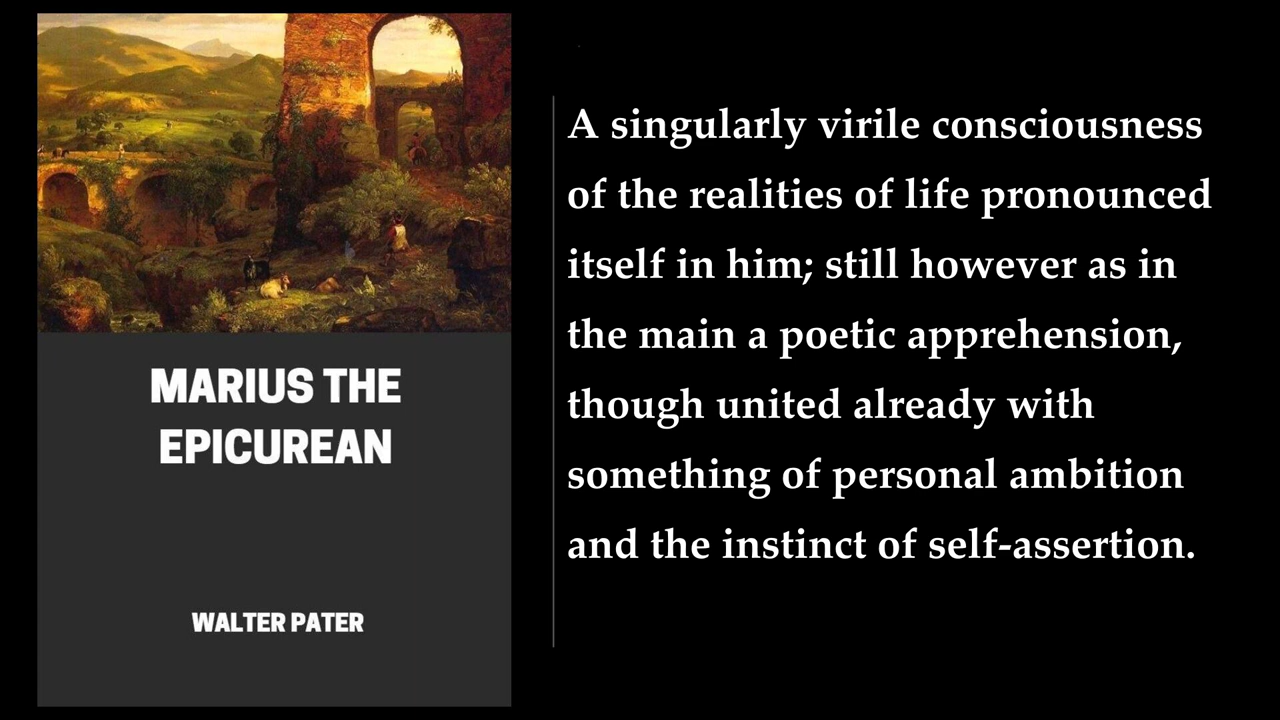 MARIUS THE
EPICUREAN
WALTER PATER
A singularly virile consciousness
of the realities of life pronounced
itself in him; still however as in
the main a poetic apprehension,
though united already with
something of personal ambition
and the instinct of self-assertion.